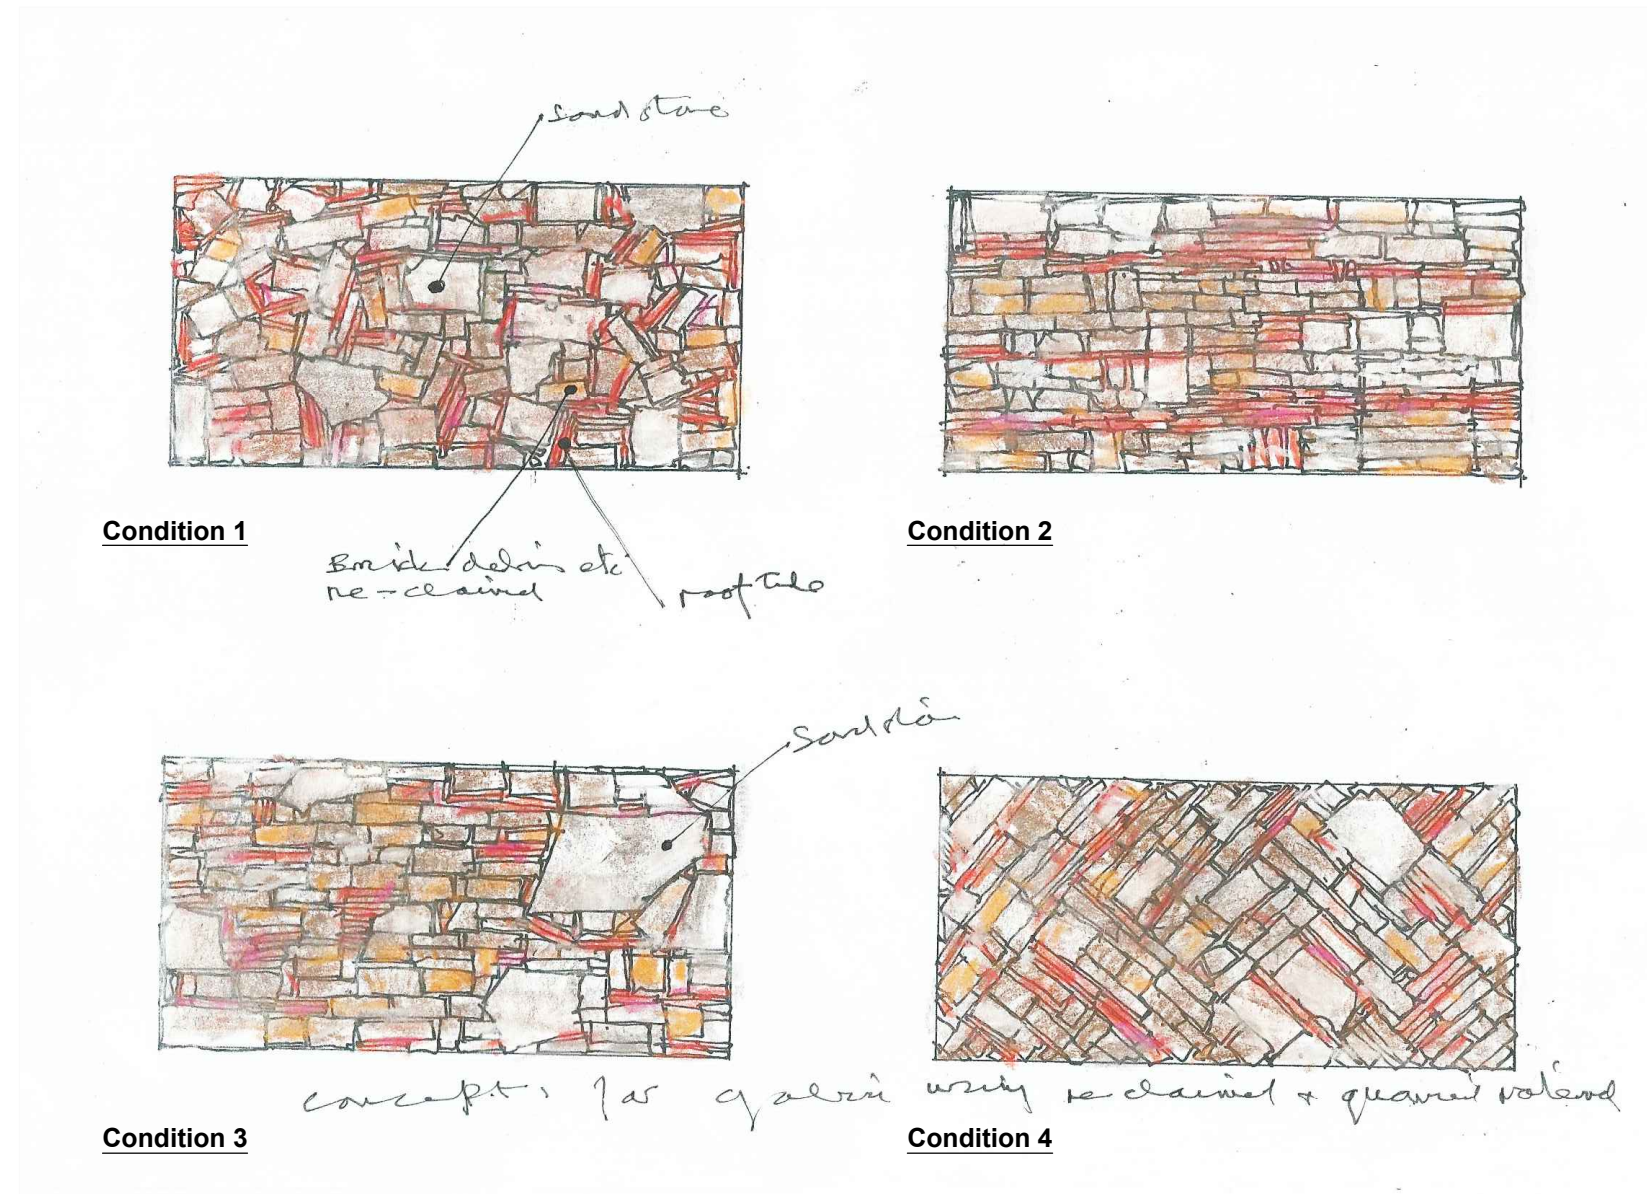 sandstone
Condition 1
Condition 2
Brick debris etc
re-claimed
roof tile
Sandsto
concepts for gabion using re-claimed + quarried material
Condition 3
Condition 4